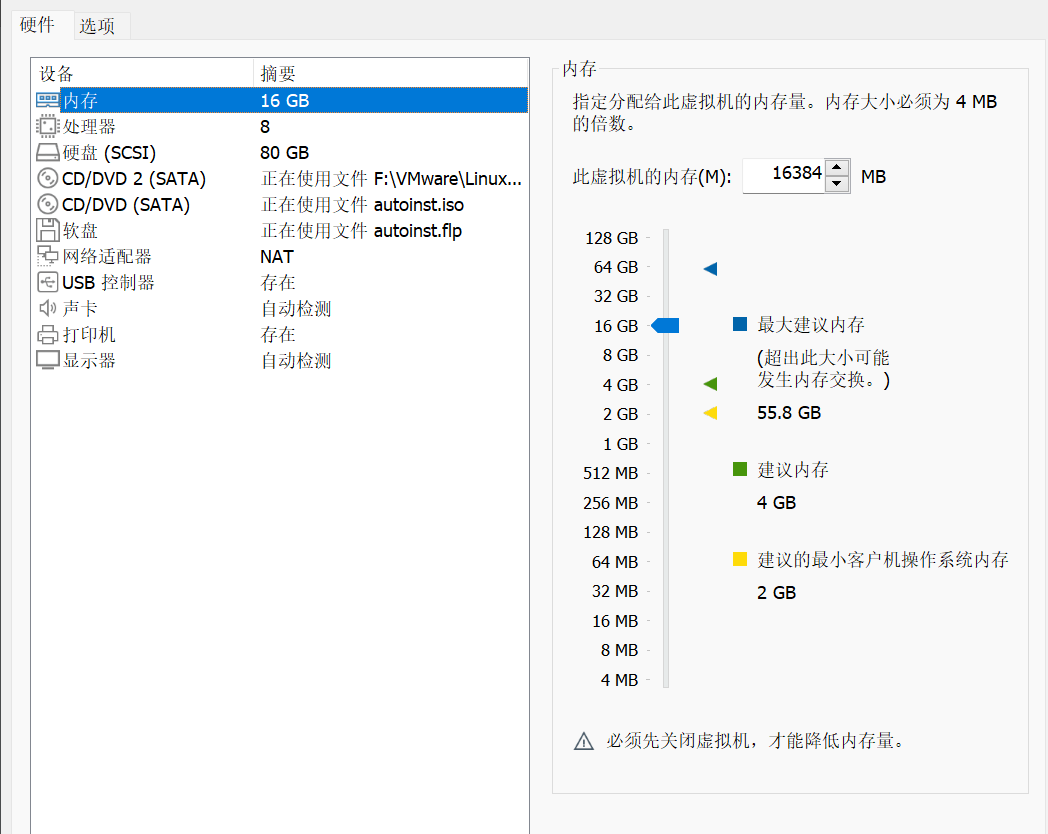 硬件 选项
设备 摘要
内存 16 GB
处理器 8
硬盘 (SCSI) 80 GB
CD/DVD 2 (SATA) 正在使用文件 F:\VMware\Linux...
CD/DVD (SATA) 正在使用文件 autoinst.iso
软盘 正在使用文件 autoinst.flp
网络适配器 NAT
USB 控制器 存在
声卡 自动检测
打印机 存在
显示器 自动检测
内存
指定分配给此虚拟机的内存量。内存大小必须为 4 MB
的倍数。
此虚拟机的内存(M): 16384 MB
128 GB
64 GB
32 GB
16 GB
8 GB
4 GB
2 GB
1 GB
512 MB
256 MB
128 MB
64 MB
32 MB
16 MB
8 MB
4 MB
最大建议内存
(超出此大小可能
发生内存交换。)
55.8 GB
建议内存
4 GB
建议的最小客户机操作系统内存
2 GB
必须先关闭虚拟机，才能降低内存量。